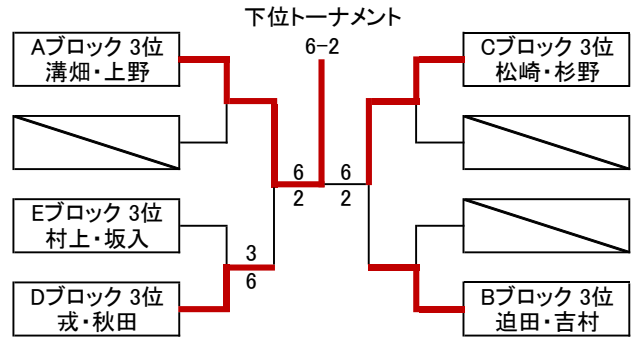 下位トーナメント
6-2
Aブロック 3位
溝畑・上野
Cブロック 3位
松崎・杉野
6
6
2
2
Eブロック 3位
村上・坂入
3
6
Dブロック 3位
戎・秋田
Bブロック 3位
迫田・吉村